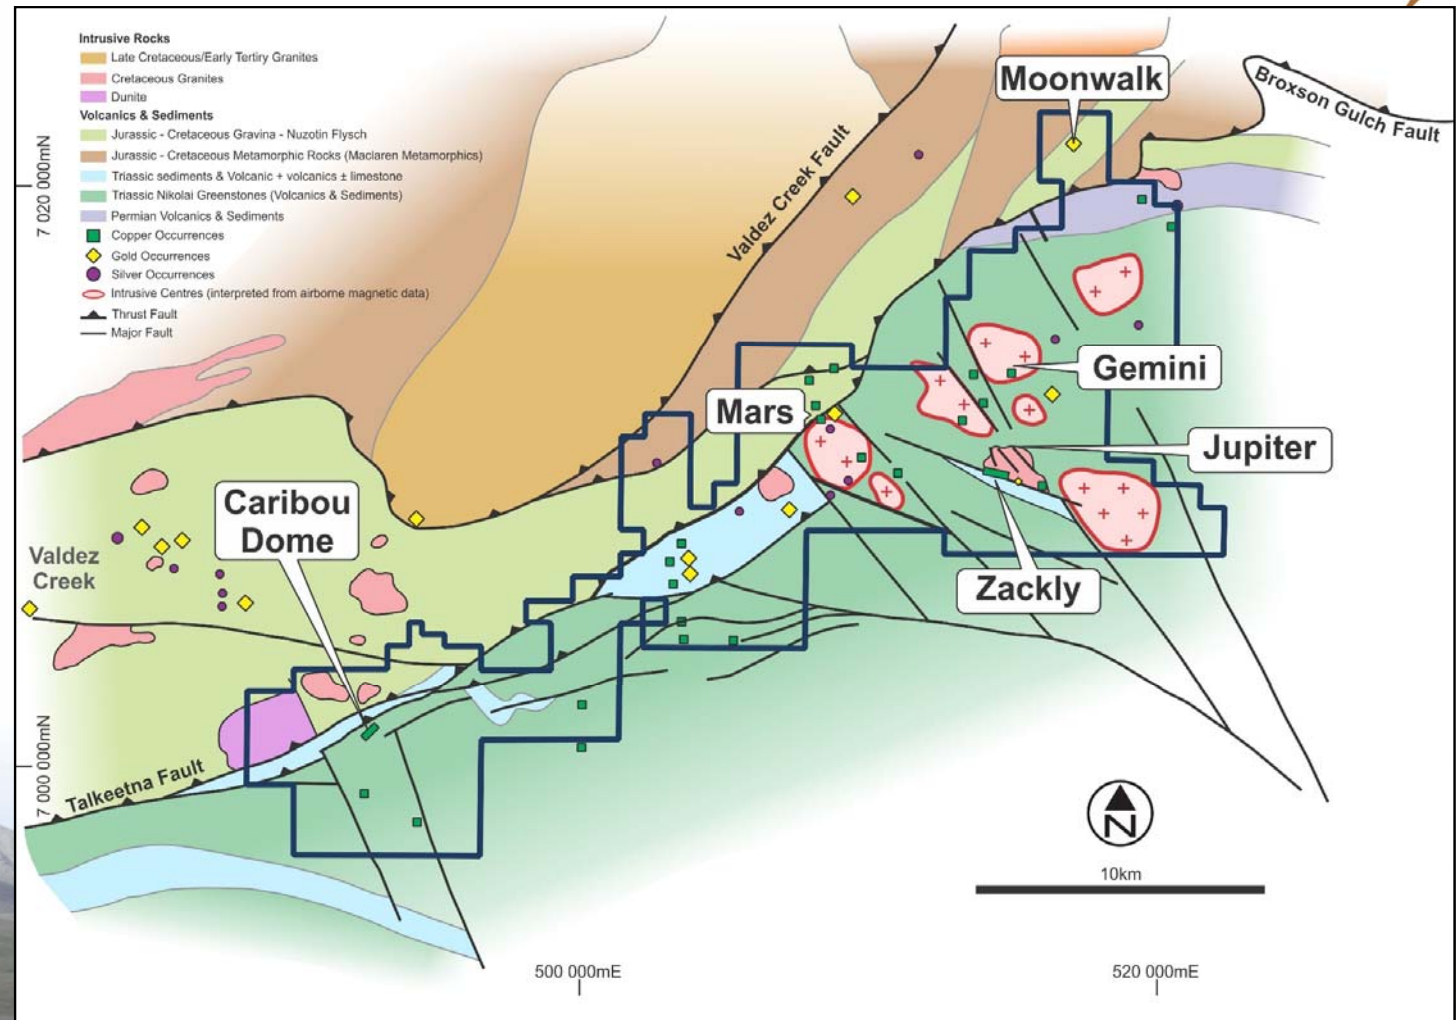 Intrusive Rocks
Late Cretaceous/Early Tertiry Granites
Cretaceous Granites
Dunite
Volcanics & Sediments
Jurassic - Cretaceous Gravina - Nuzotin Flysch
Jurassic - Cretaceous Metamorphic Rocks (Maclaren Metamorphics)
Triassic sediments & Volcanic + volcanics ± limestone
Triassic Nikolai Greenstones (Volcanics & Sediments)
Permian Volcanics & Sediments
Copper Occurrences
Gold Occurrences
Silver Occurrences
Intrusive Centres (interpreted from airborne magnetic data)
Thrust Fault
Major Fault
Moonwalk
Broxson Gulch Fault
Valdez Creek Fault
7 020 000mN
Gemini
Mars
Jupiter
Caribou
Dome
Valdez
Creek
Zackly
7 000 000mN
Talkeetna Fault
N
10km
500 000mE
520 000mE